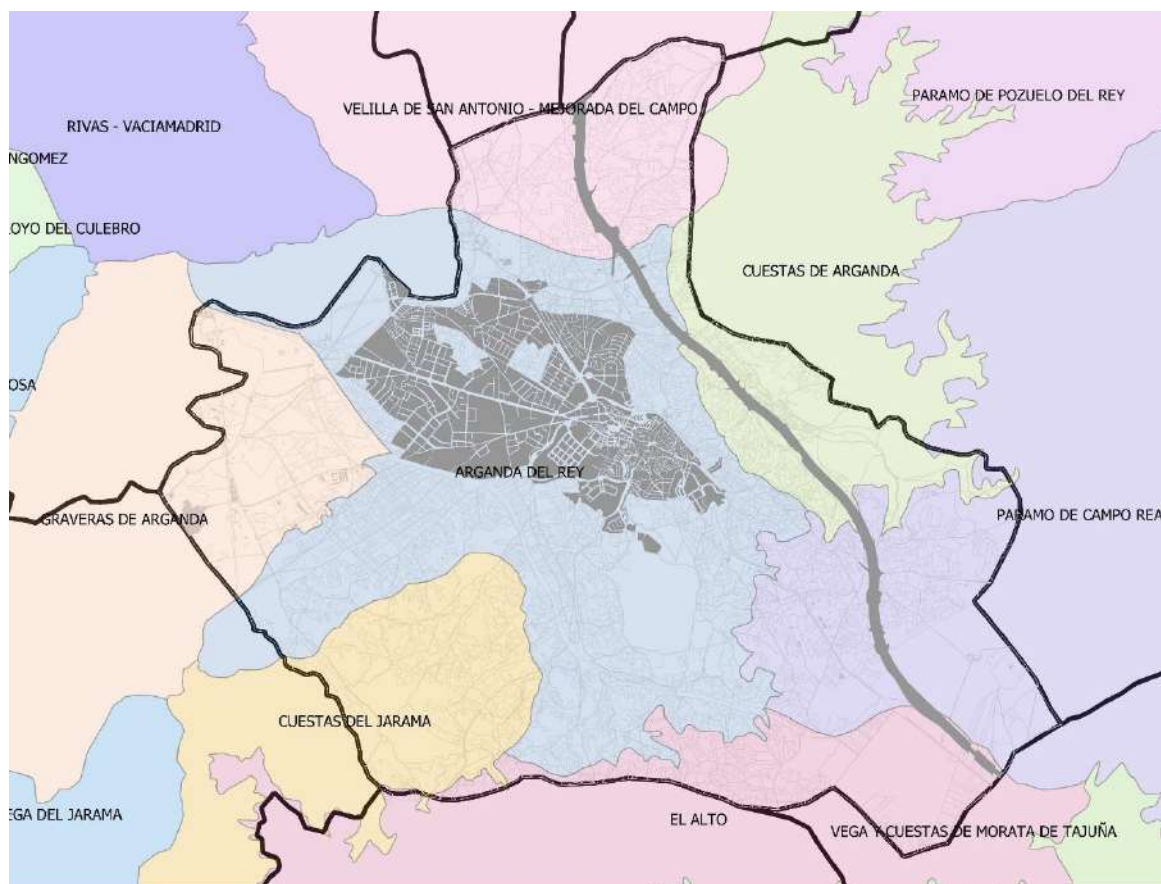 VELILLA DE SAN ANTONIO - MEJORADA DEL CAMPO
PARAMO DE POZUELO DEL REY
RIVAS - VACIAMADRID
NGOMEZ
OYO DEL CULEBRO
CUESTAS DE ARGANDA
OSA
ARGANDA DEL REY
GRAVERAS DE ARGANDA
PARAMO DE CAMPO REA
CUESTAS DEL JARAMA
EGA DEL JARAMA
EL ALTO
VEGA Y CUESTAS DE MORATA DE TAJUÑA